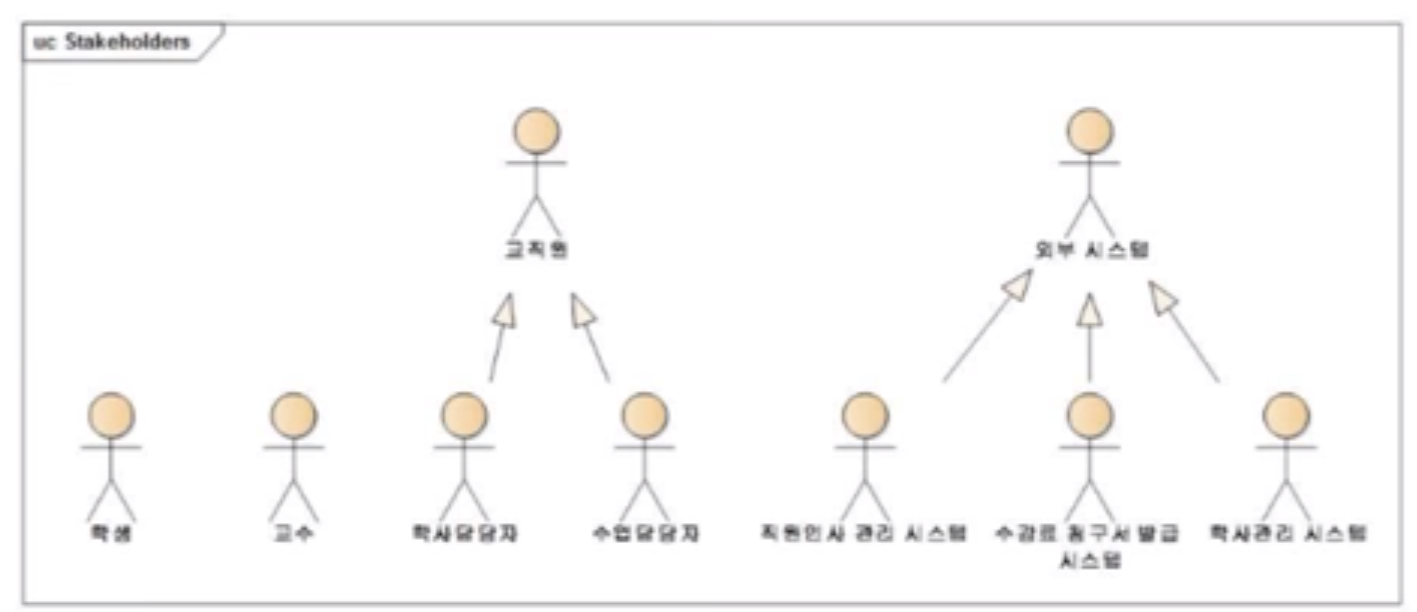 uc Stakeholders
교직원
외부 시스템
학생
교수
학사담당자
수업담당자
직원인사 관리 시스템
수강료 청구서 발급
시스템
학사관리 시스템